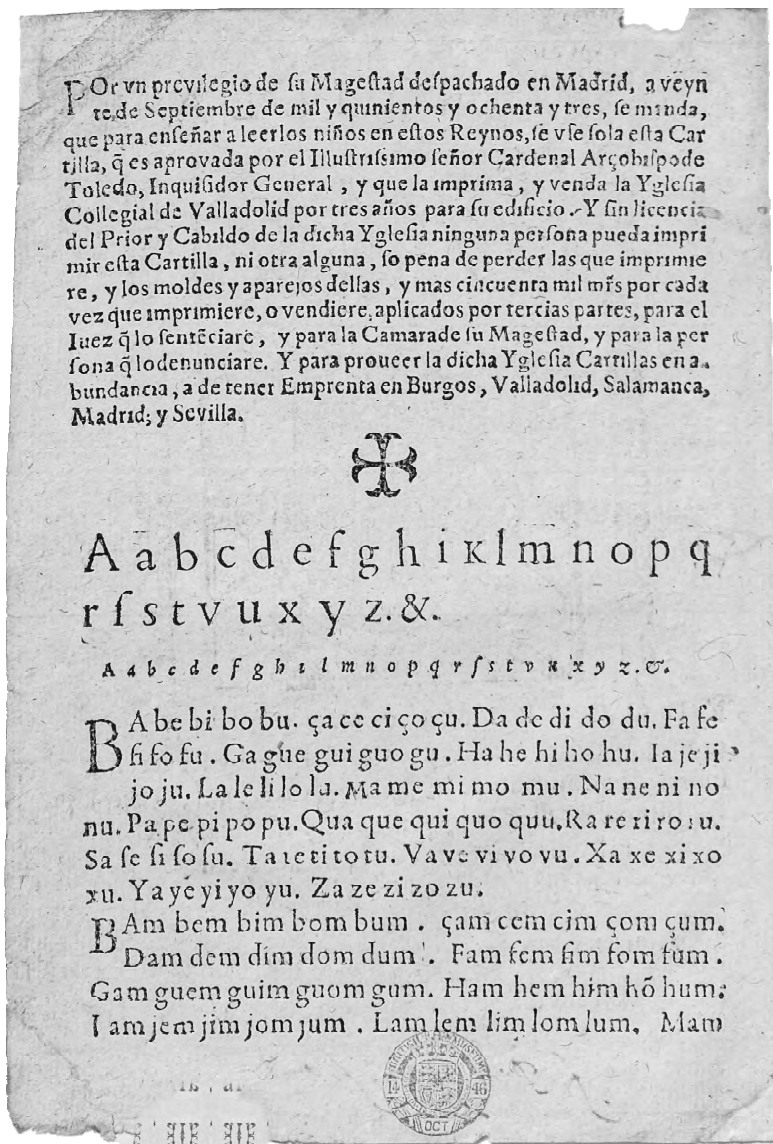 POr vn previlegio de ſu Mageſtad deſpachado en Madrid, a veyn
te de Septiembre de mil y quinientos y ochenta y tres, ſe manda,
que para enſeñar a leer los niños en eſtos Reynos, ſe vſe ſola eſta Car
tilla, q̃ es aprovada por el Illuſtriſsimo ſeñor Cardenal Arçobiſpo de
Toledo, Inquiſidor General, y que la imprima, y venda la Ygleſia
Collegial de Valladolid por tres años para ſu edificio. Y ſin licencia
del Prior y Cabildo de la dicha Ygleſia ninguna perſona pueda impri
mir eſta Cartilla, ni otra alguna, ſo pena de perder las que imprimie
re, y los moldes y aparejos dellas, y mas cincuenta mil mr̃s por cada
vez que imprimiere, o vendiere, aplicados por tercias partes, para el
Iuez q̃ lo ſentẽciare, y para la Camara de ſu Mageſtad, y para la per
ſona q̃ lo denunciare. Y para proueer la dicha Ygleſia Cartillas en a
bundancia, a de tener Emprenta en Burgos, Valladolid, Salamanca,
Madrid; y Sevilla.
A a b c d e f g h i k l m n o p q
r ſ s t v u x y z. &.
A a b c d e f g h i l m n o p q r ſ s t v u x y z. &.
BA be bi bo bu. ça ce ci ço çu. Da de di do du. Fa fe
fi fo fu. Ga gue gui guo gu. Ha he hi ho hu. Ia je ji
jo ju. La le li lo lu. Ma me mi mo mu. Na ne ni no
nu. Pa pe pi po pu. Qua que qui quo quu. Ra re ri ro ru.
Sa ſe ſi ſo ſu. Ta te ti to tu. Va ve vi vo vu. Xa xe xi xo
xu. Ya ye yi yo yu. Za ze zi zo zu.
BAm bem bim bom bum. çam cem cim çom çum.
Dam dem dim dom dum. Fam fem fim fom fum.
Gam guem guim guom gum. Ham hem him hõ hum.
I am jem jim jom jum. Lam lem lim lom lum. Mam
14 46
OCT